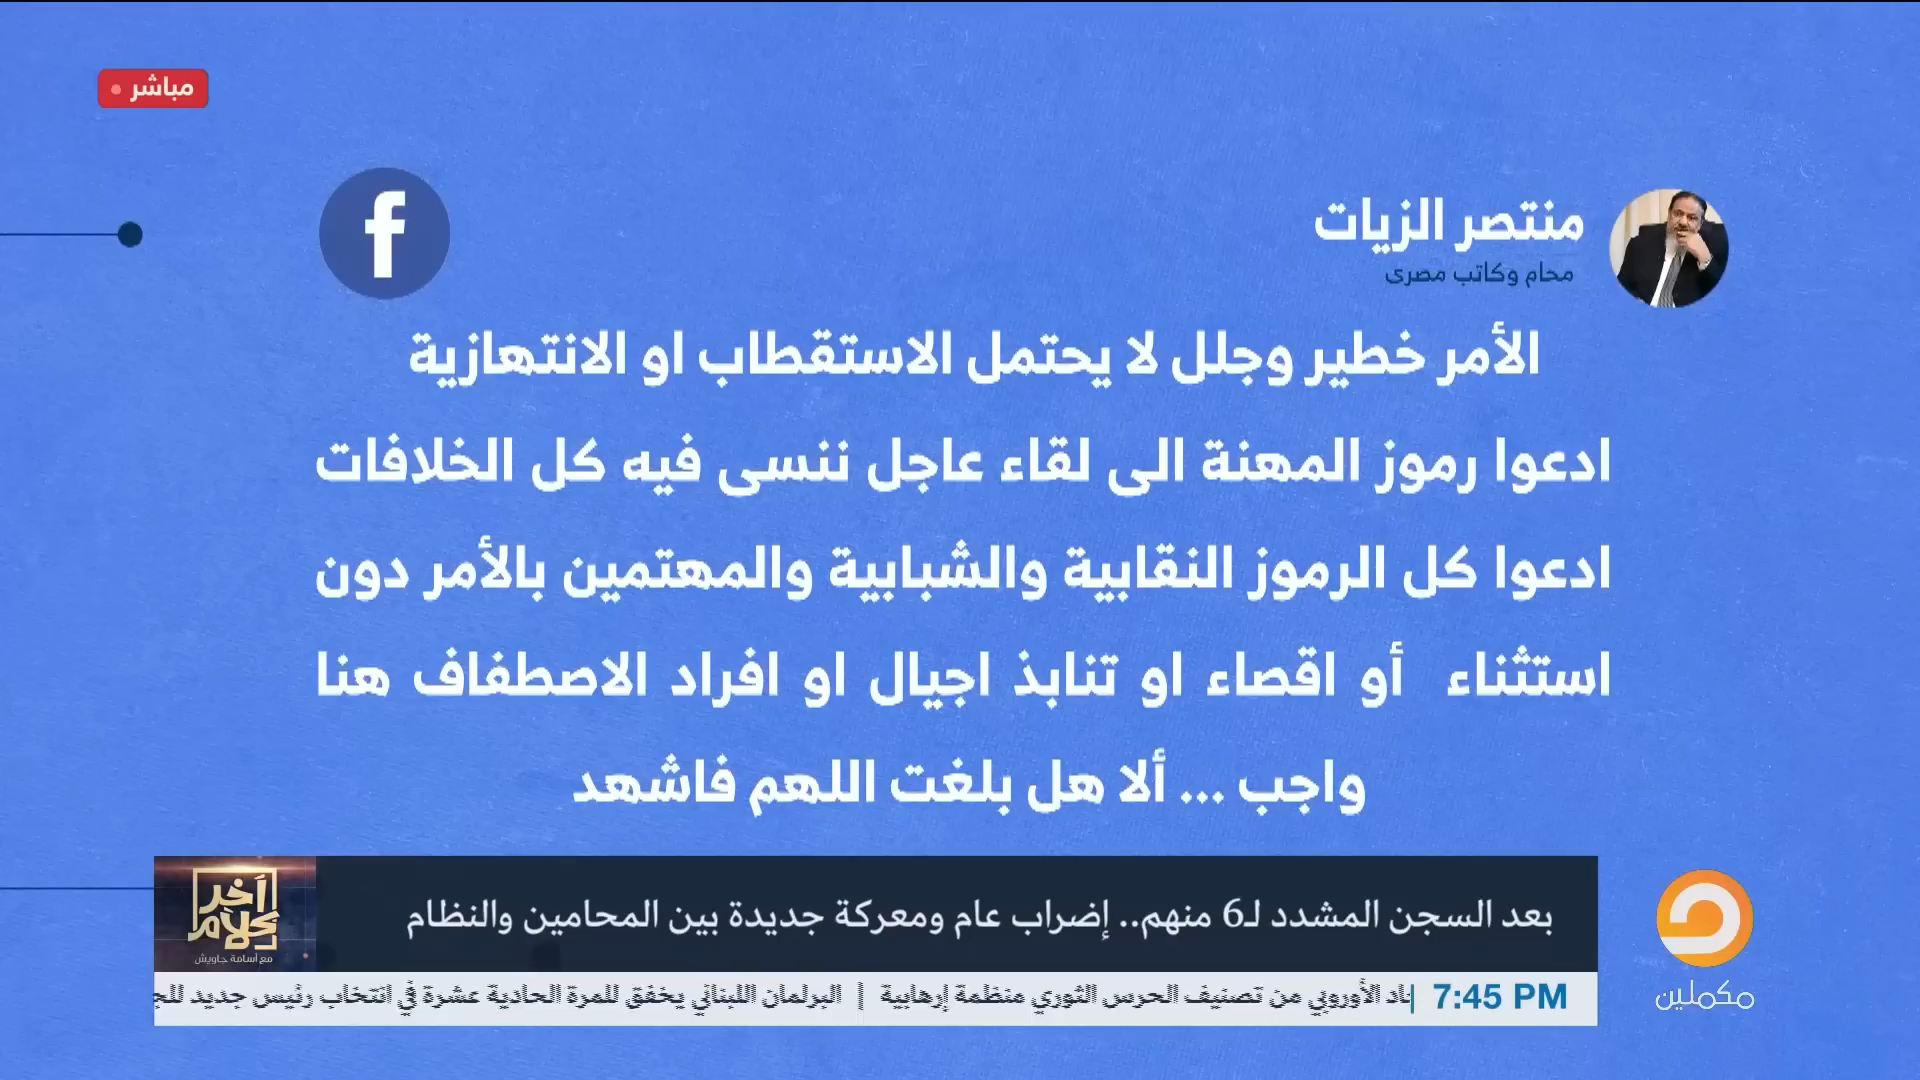 مباشر
f
منتصر الزيات
محام وكاتب مصرى
الأمر خطير وجلل لا يحتمل الاستقطاب او الانتهازية
ادعوا رموز المهنة الى لقاء عاجل ننسى فيه كل الخلافات
ادعوا كل الرموز النقابية والشبابية والمهتمين بالأمر دون
استثناء أو اقصاء او تنابذ اجيال او افراد الاصطفاف هنا
واجب ... ألا هل بلغت اللهم فاشهد
آخر
كلام
مع أسامة جاويش
بعد السجن المشدد لـ6 منهم.. إضراب عام ومعركة جديدة بين المحامين والنظام
7:45 PM
الأوروبي من تصنيف الحرس الثوري منظمة إرهابية | البرلمان اللبناني يخفق للمرة الحادية عشرة في انتخاب رئيس جديد
مكملين